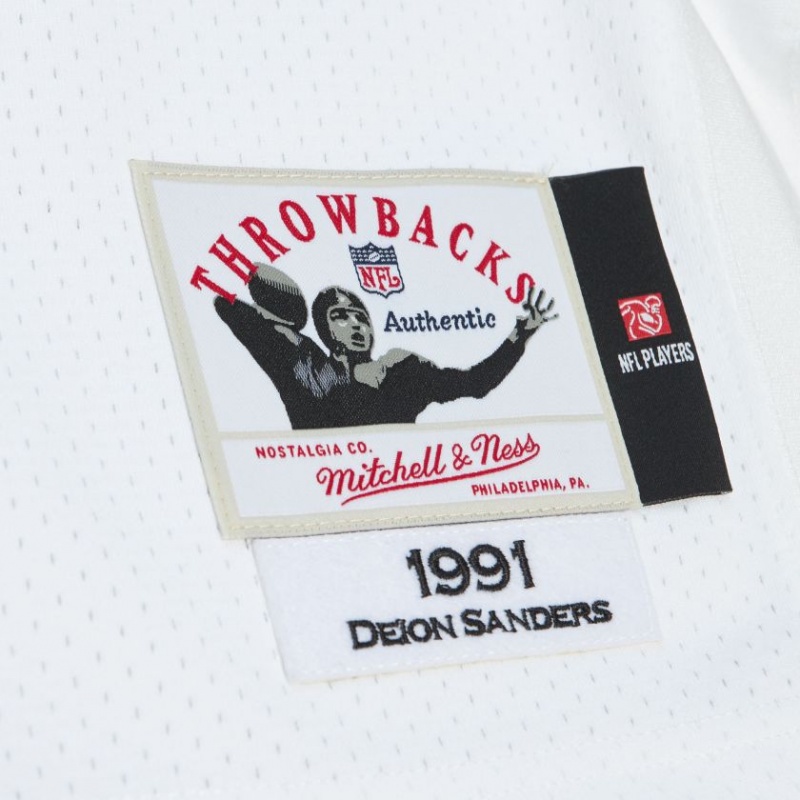 THROWBACKS
NFL
Authentic
NFL PLAYERS
NOSTALGIA CO.
Mitchell & Ness
PHILADELPHIA, PA.
1991
DEION SANDERS